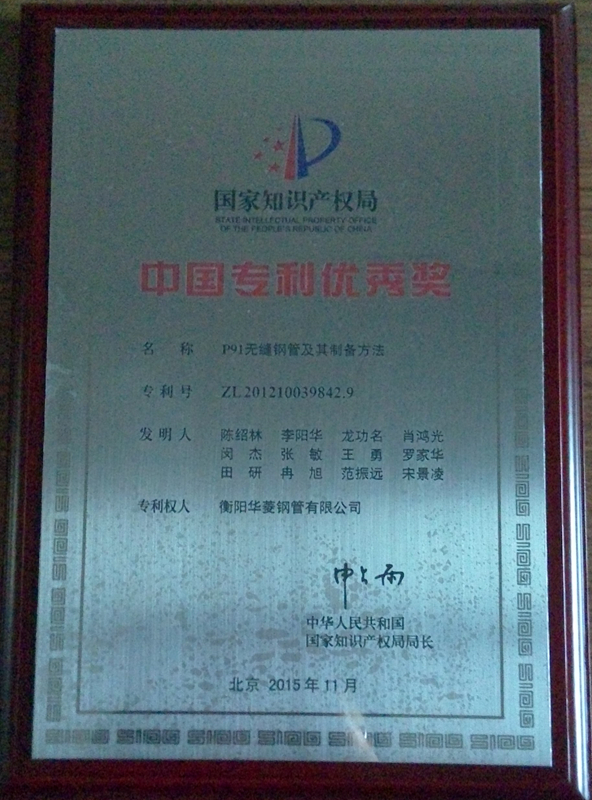 国家知识产权局
STATE INTELLECTUAL PROPERTY OFFICE
OF THE PEOPLE'S REPUBLIC OF CHINA
中国专利优秀奖
名 称 P91无缝钢管及其制备方法
专利号 ZL201210039842.9
发明人 陈绍林 李阳华 龙功名 肖鸿光
闵 杰 张 敏 王 勇 罗家华
田 研 冉 旭 范振远 宋景凌
专利权人 衡阳华菱钢管有限公司
申长雨
中华人民共和国
国家知识产权局局长
北京 2015年11月